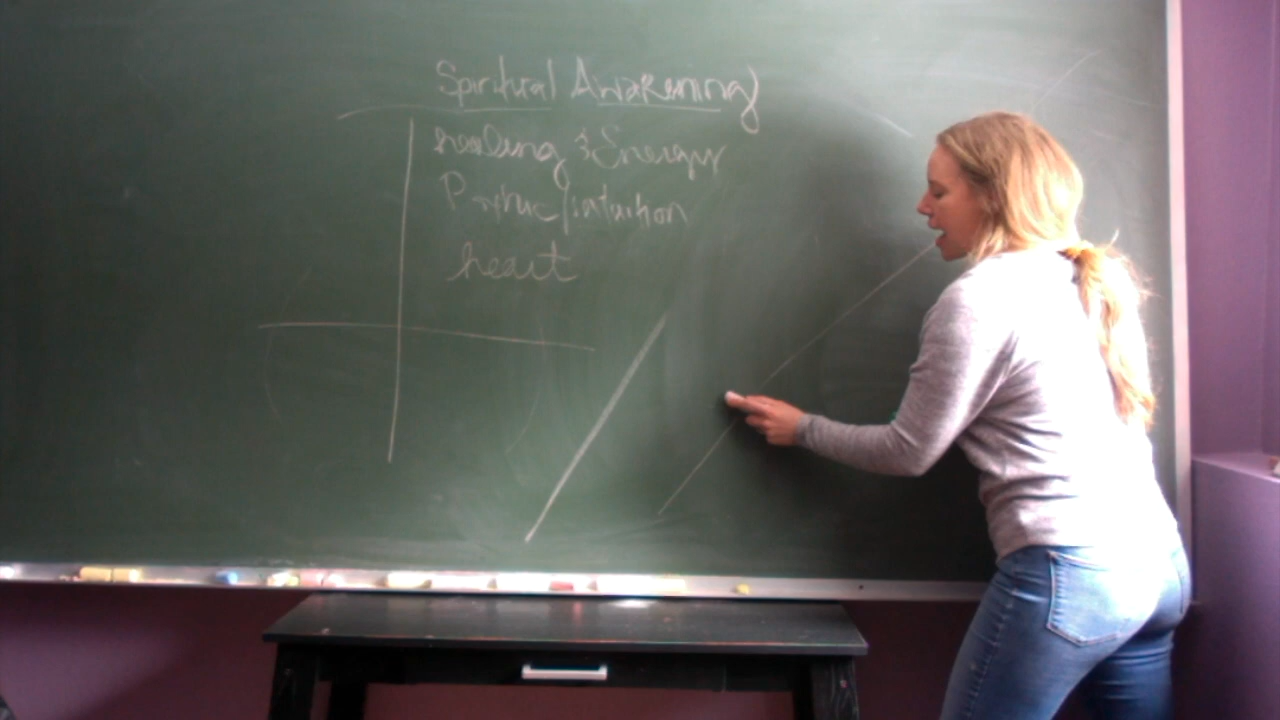 Spiritual Awakening
healing & Energy
Psychic/intuition
heart